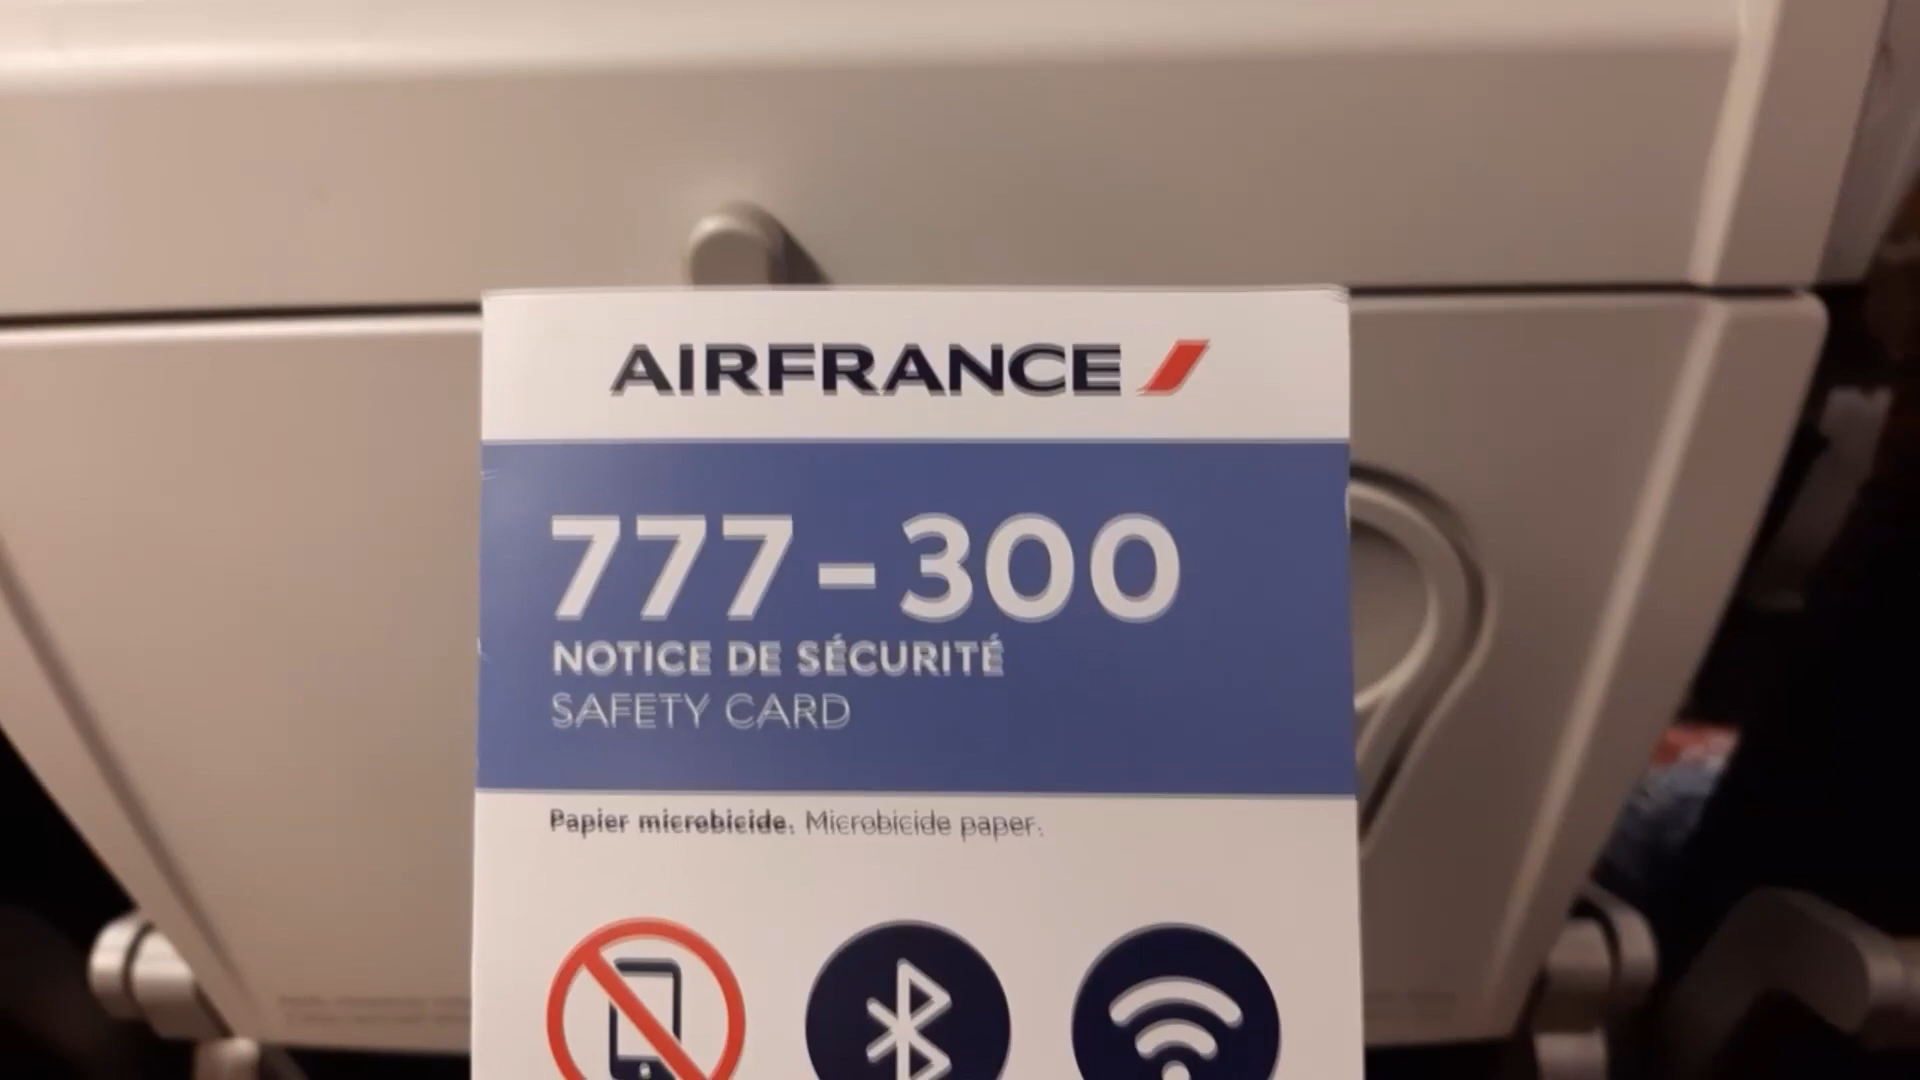 AIRFRANCE
777-300
NOTICE DE SÉCURITÉ
SAFETY CARD
Papier microbicide. Microbicide paper.